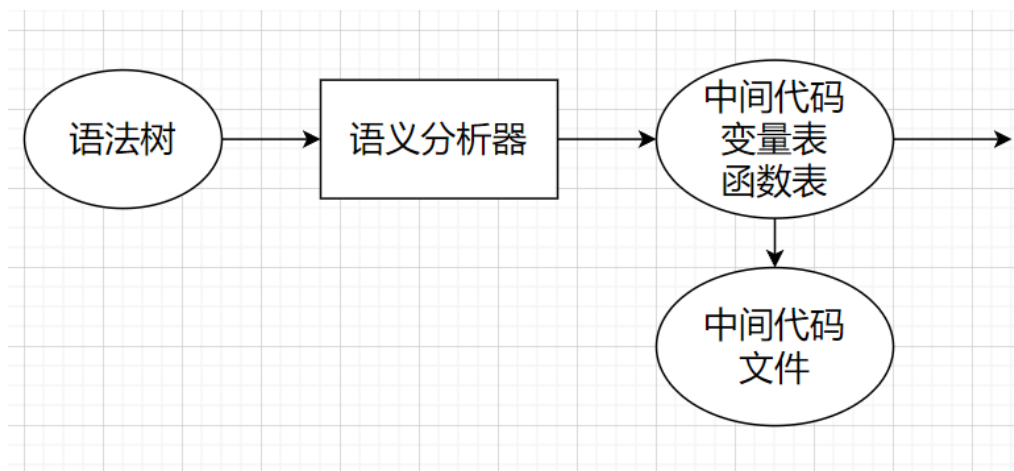 语法树
语义分析器
中间代码
变量表
函数表
中间代码
文件